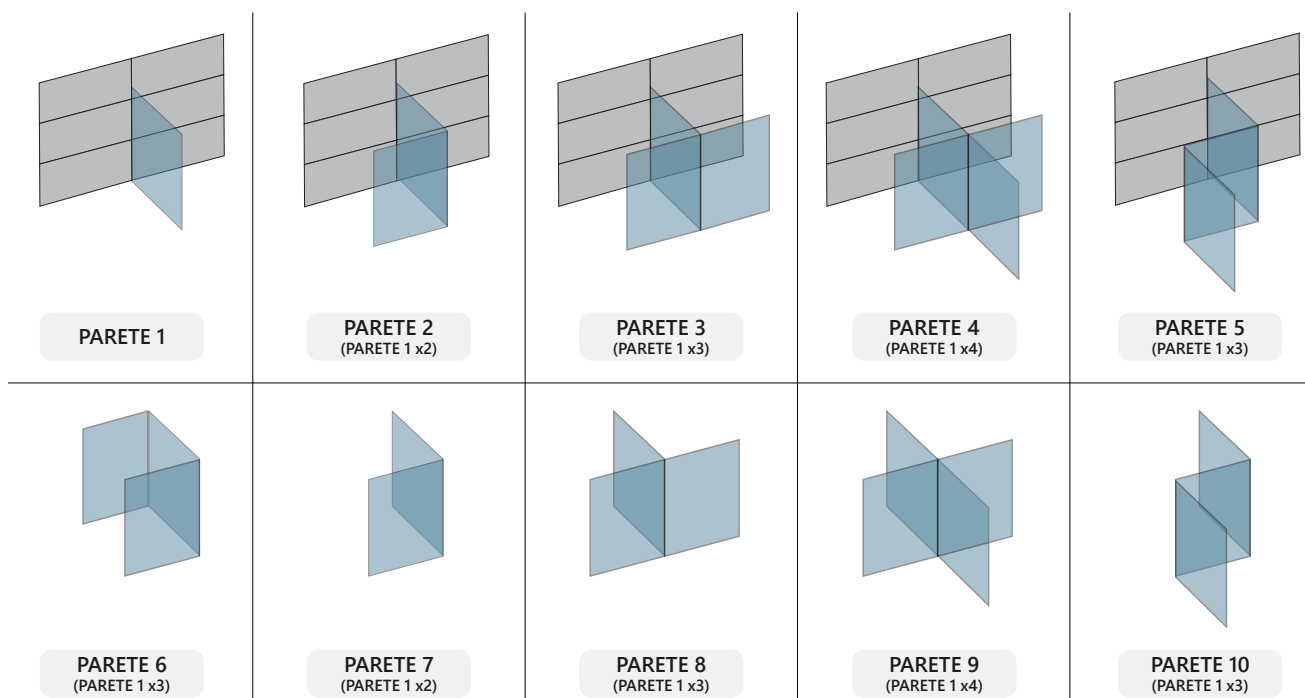 PARETE 1
PARETE 2
(PARETE 1 x2)
PARETE 3
(PARETE 1 x3)
PARETE 4
(PARETE 1 x4)
PARETE 5
(PARETE 1 x3)
PARETE 6
(PARETE 1 x3)
PARETE 7
(PARETE 1 x2)
PARETE 8
(PARETE 1 x3)
PARETE 9
(PARETE 1 x4)
PARETE 10
(PARETE 1 x3)